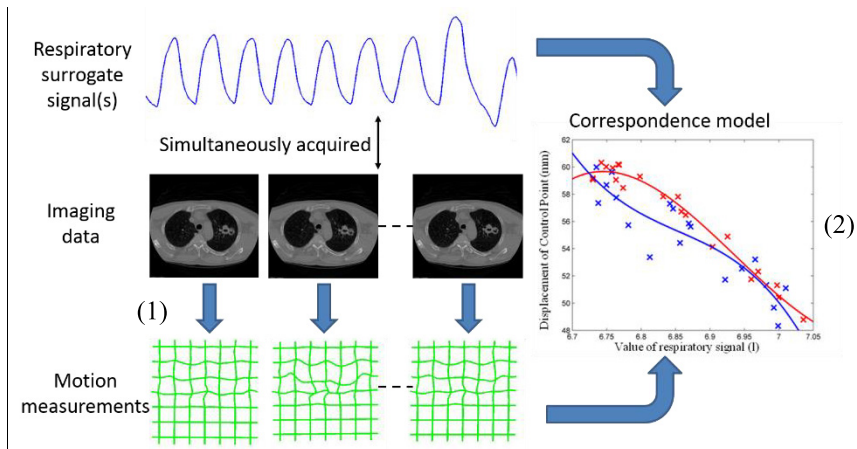 Respiratory
surrogate
signal(s)
Simultaneously acquired
Imaging
data
(1)
Motion
measurements
Correspondence model
Displacement of Control Point (mm)
62
60
58
56
54
52
50
48
6.7
6.75
6.8
6.85
6.9
6.95
7
7.05
Value of respiratory signal (l)
(2)